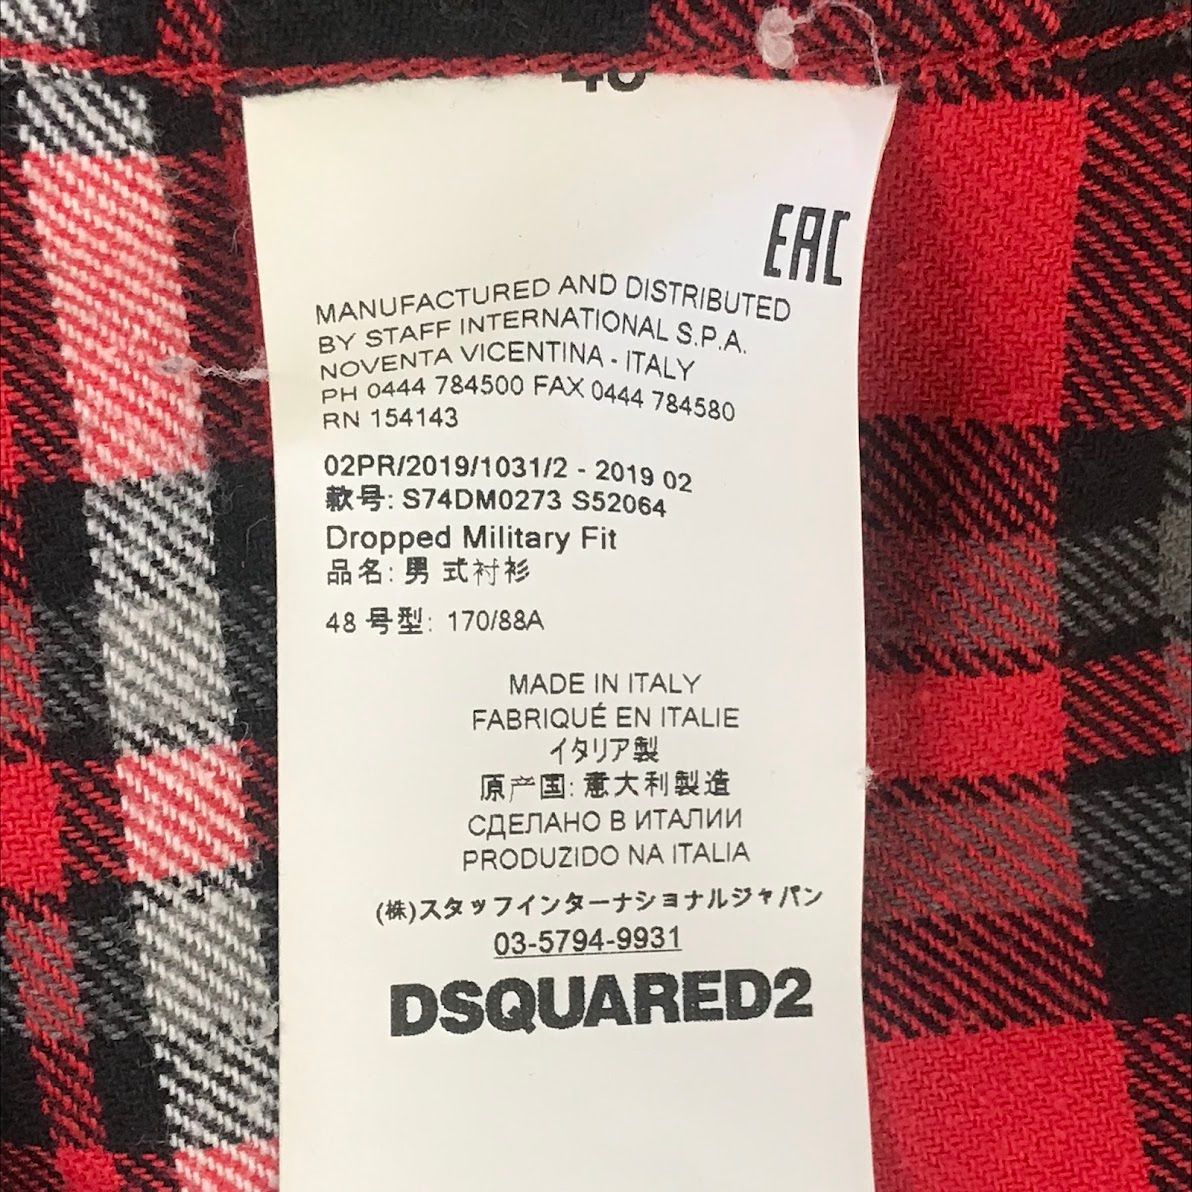 48
EAC
MANUFACTURED AND DISTRIBUTED
BY STAFF INTERNATIONAL S.P.A.
NOVENTA VICENTINA - ITALY
PH 0444 784500 FAX 0444 784580
RN 154143
02PR/2019/1031/2 - 2019 02
款号: S74DM0273 S52064
Dropped Military Fit
品名: 男 式衬衫
48 号型: 170/88A
MADE IN ITALY
FABRIQUÉ EN ITALIE
イタリア製
原产国: 意大利製造
СДЕЛАНО В ИТАЛИИ
PRODUZIDO NA ITALIA
(株)スタッフインターナショナルジャパン
03-5794-9931
DSQUARED2